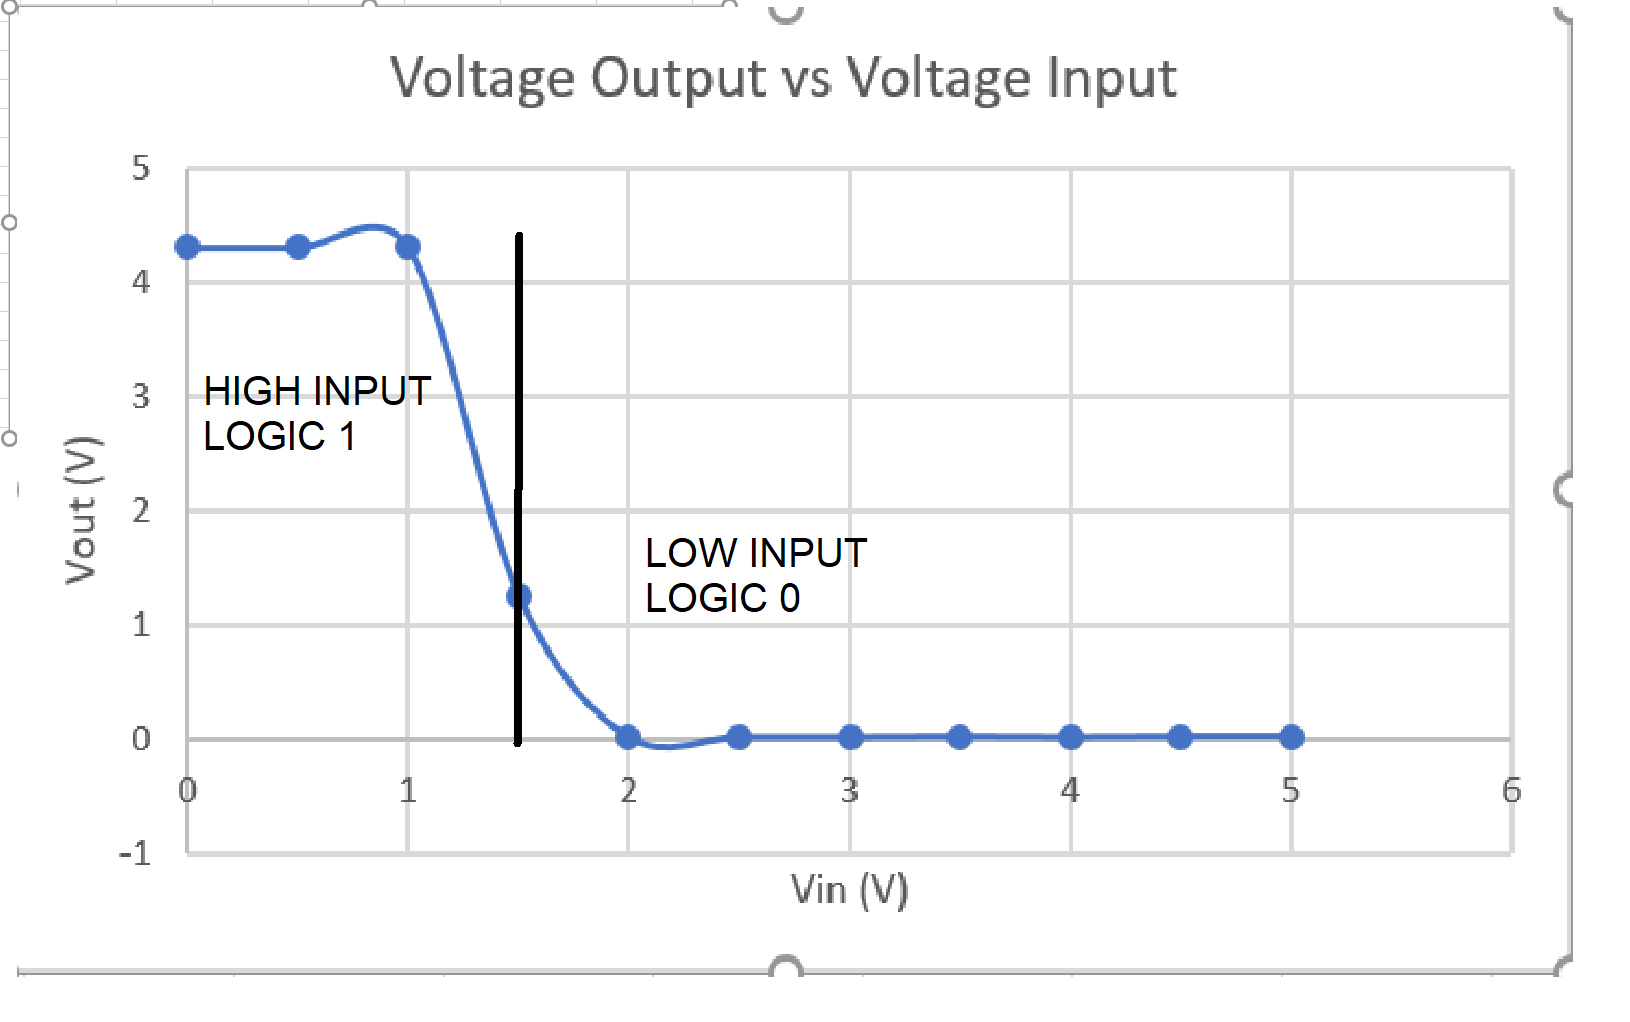 Voltage Output vs Voltage Input
5
4
3
2
1
0
-1
Vout (V)
HIGH INPUT
LOGIC 1
LOW INPUT
LOGIC 0
0 1 2 3 4 5 6
Vin (V)